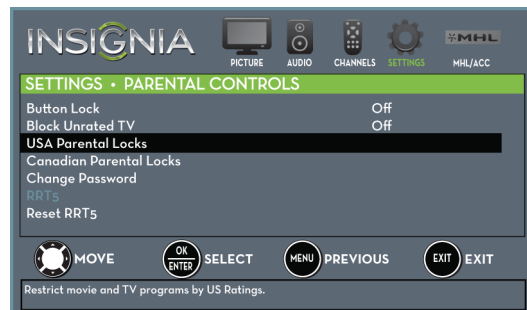 INSIGNIA
PICTURE AUDIO CHANNELS SETTINGS MHL/ACC
MHL
SETTINGS • PARENTAL CONTROLS
Button Lock Off
Block Unrated TV Off
USA Parental Locks
Canadian Parental Locks
Change Password
RRT5
Reset RRT5
MOVE OK ENTER SELECT MENU PREVIOUS EXIT EXIT
Restrict movie and TV programs by US Ratings.